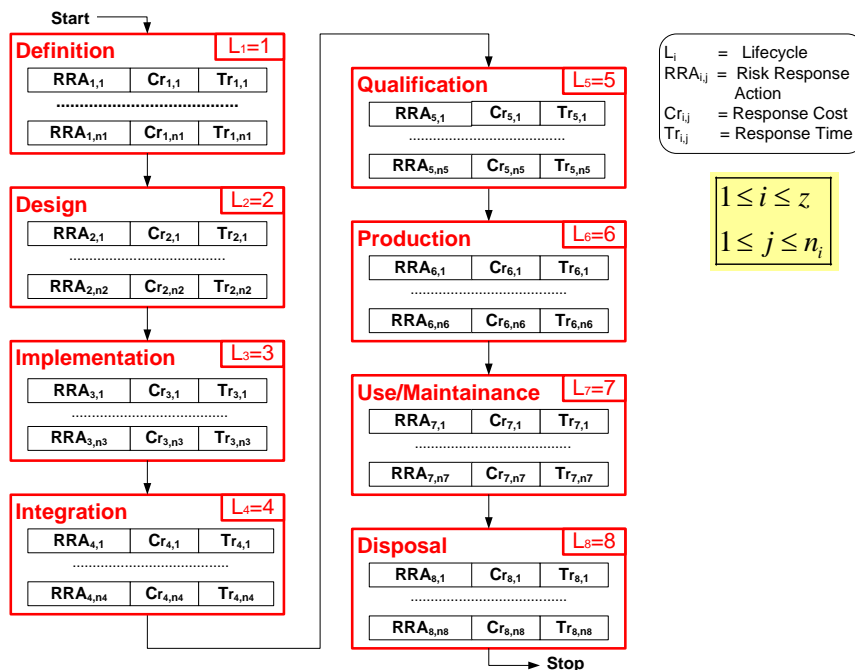 Start
Definition L₁=1
RRA₁,₁ Cr₁,₁ Tr₁,₁
RRA₁,n₁ Cr₁,n₁ Tr₁,n₁
Design L₂=2
RRA₂,₁ Cr₂,₁ Tr₂,₁
RRA₂,n₂ Cr₂,n₂ Tr₂,n₂
Implementation L₃=3
RRA₃,₁ Cr₃,₁ Tr₃,₁
RRA₃,n₃ Cr₃,n₃ Tr₃,n₃
Integration L₄=4
RRA₄,₁ Cr₄,₁ Tr₄,₁
RRA₄,n₄ Cr₄,n₄ Tr₄,n₄
Qualification L₅=5
RRA₅,₁ Cr₅,₁ Tr₅,₁
RRA₅,n₅ Cr₅,n₅ Tr₅,n₅
Production L₆=6
RRA₆,₁ Cr₆,₁ Tr₆,₁
RRA₆,n₆ Cr₆,n₆ Tr₆,n₆
Use/Maintainance L₇=7
RRA₇,₁ Cr₇,₁ Tr₇,₁
RRA₇,n₇ Cr₇,n₇ Tr₇,n₇
Disposal L₈=8
RRA₈,₁ Cr₈,₁ Tr₈,₁
RRA₈,n₈ Cr₈,n₈ Tr₈,n₈
Stop
Lᵢ = Lifecycle
RRAᵢ,ⱼ = Risk Response
Action
Crᵢ,ⱼ = Response Cost
Trᵢ,ⱼ = Response Time
1 ≤ i ≤ z
1 ≤ j ≤ nᵢ